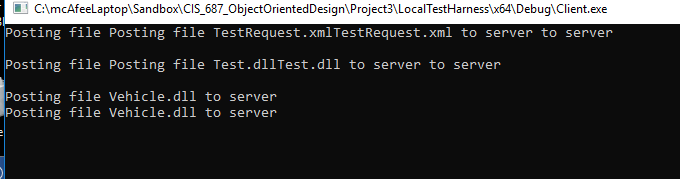 C:\mcAfeeLaptop\Sandbox\CIS_687_ObjectOrientedDesign\Project3\LocalTestHarness\x64\Debug\Client.exe
Posting file Posting file TestRequest.xmlTestRequest.xml to server to server
Posting file Posting file Test.dllTest.dll to server to server
Posting file Vehicle.dll to server
Posting file Vehicle.dll to server